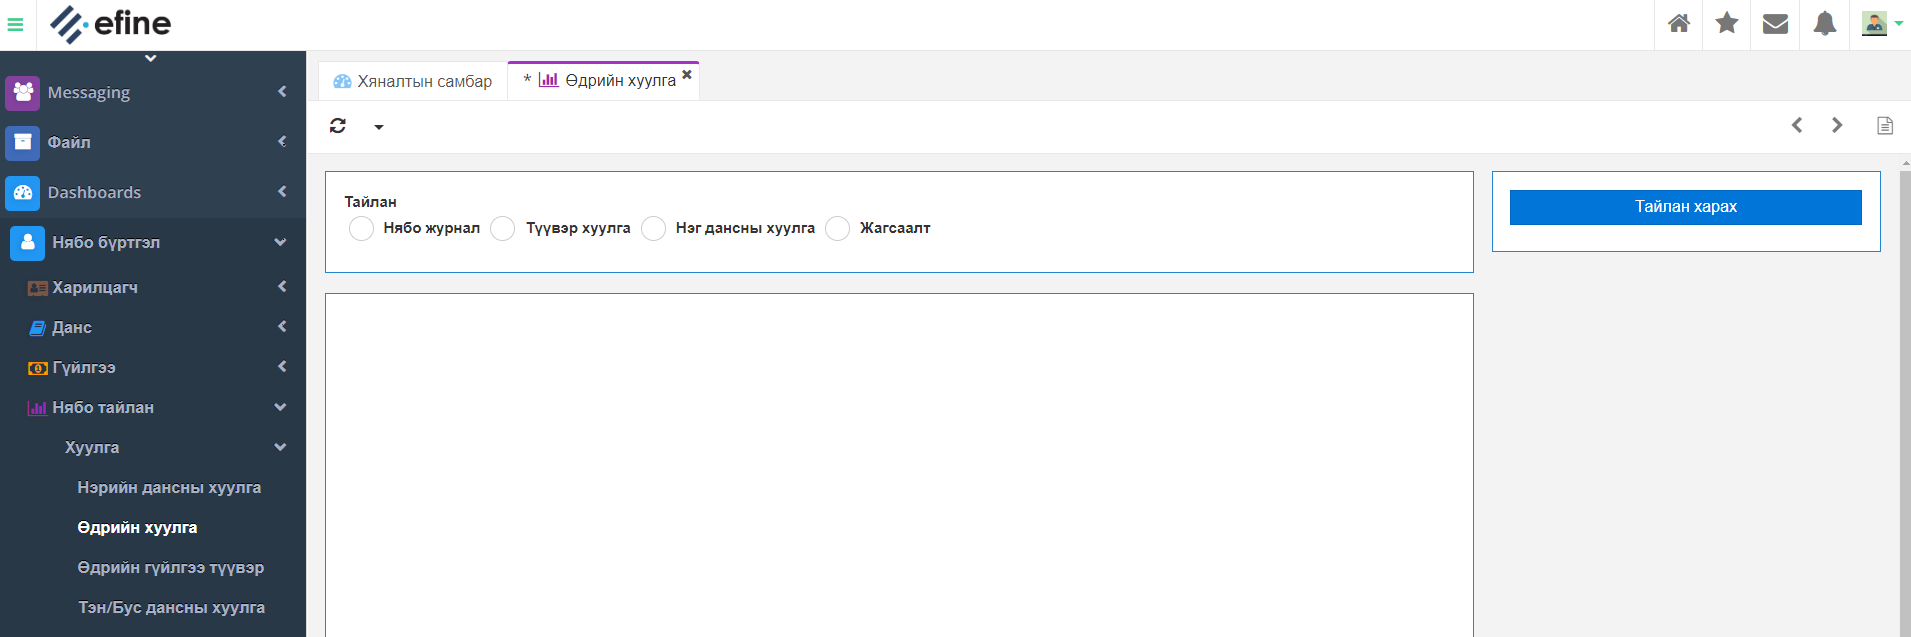 efine
Messaging
Файл
Dashboards
Нябо бүртгэл
Харилцагч
Данс
Гүйлгээ
Нябо тайлан
Хуулга
Нэрийн дансны хуулга
Өдрийн хуулга
Өдрийн гүйлгээ түүвэр
Тэн/Бус дансны хуулга
Хяналтын самбар
* Өдрийн хуулга
Тайлан
Нябо журнал Түүвэр хуулга Нэг дансны хуулга Жагсаалт
Тайлан харах